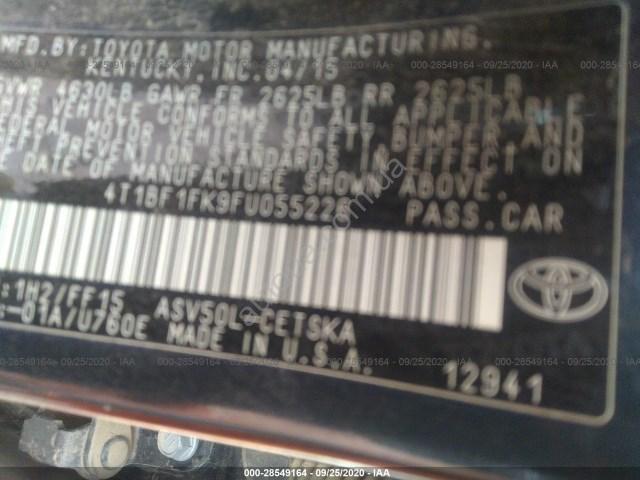 MFD. BY: TOYOTA MOTOR MANUFACTURING.
KENTUCKY, INC. 04/15
GVWR 4630LB GAWR FR 2625LB RR 2625LB
THIS VEHICLE CONFORMS TO ALL APPLICABLE
FEDERAL MOTOR VEHICLE SAFETY, BUMPER AND
THEFT PREVENTION STANDARDS IN EFFECT ON
THE DATE OF MANUFACTURE SHOWN ABOVE.
4T1BF1FK9FU055226 PASS.CAR
:1H2/FF15 ASV50L-CETSKA
-01A/U760E MADE IN U.S.A.
12941
000-28549164 - 09/25/2020 - IAAI.COM